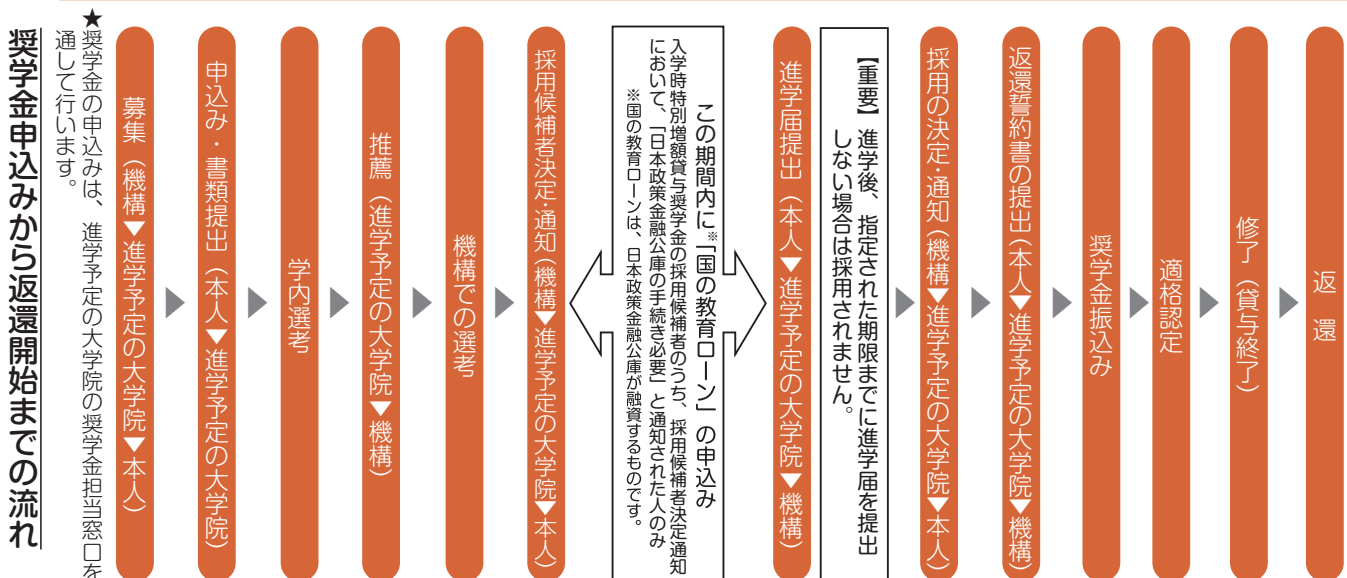 奨学金申込みから返還開始までの流れ
★奨学金の申込みは、進学予定の大学院の奨学金担当窓口を
通して行います。
募集（機構▼進学予定の大学院▼本人）
▶
申込み・書類提出（本人▼進学予定の大学院）
▶
学内選考
▶
推薦（進学予定の大学院▼機構）
▶
機構での選考
▶
採用候補者決定・通知（機構▼進学予定の大学院▼本人）
この期間内に※「国の教育ローン」の申込み
入学時特別増額貸与奨学金の採用候補者のうち、採用候補者決定通知
において、「日本政策金融公庫の手続き必要」と通知された人のみ
※国の教育ローンは、日本政策金融公庫が融資するものです。
進学届提出（本人▼進学予定の大学院▼機構）
【重要】進学後、指定された期限までに進学届を提出
しない場合は採用されません。
▶
採用の決定・通知（機構▼進学予定の大学院▼本人）
▶
返還誓約書の提出（本人▼進学予定の大学院▼機構）
▶
奨学金振込み
▶
適格認定
▶
修了（貸与終了）
▶
返還